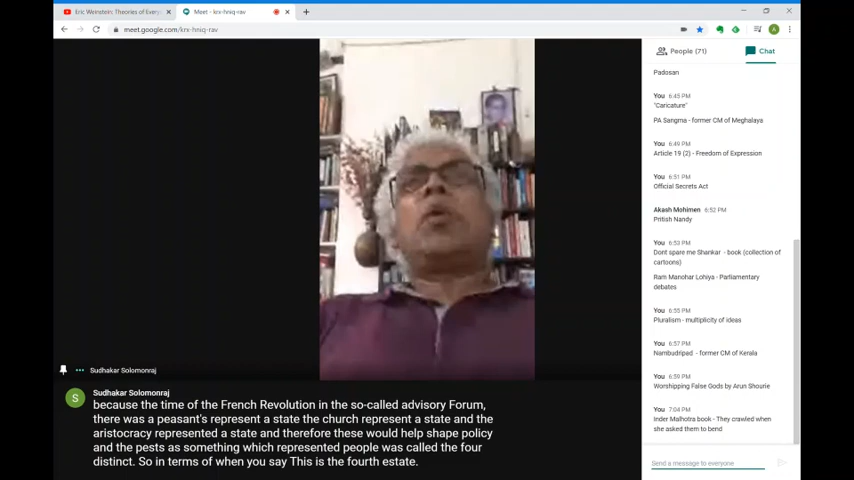 Eric Weinstein: Theories of Every
Meet - krx-hniq-rav
meet.google.com/krx-hniq-rav
A
People (71)
Chat
Padosan
You 6:45 PM
"Caricature"
PA Sangma - former CM of Meghalaya
You 6:49 PM
Article 19 (2) - Freedom of Expression
You 6:51 PM
Official Secrets Act
Akash Mohimen 6:52 PM
Pritish Nandy
You 6:53 PM
Dont spare me Shankar - book (collection of
cartoons)
Ram Manohar Lohiya - Parliamentary
debates
You 6:55 PM
Pluralism - multiplicity of ideas
You 6:57 PM
Nambudripad - former CM of Kerala
You 6:59 PM
Worshipping False Gods by Arun Shourie
You 7:04 PM
Inder Malhotra book - They crawled when
she asked them to bend
Send a message to everyone
Sudhakar Solomonraj
S
Sudhakar Solomonraj
because the time of the French Revolution in the so-called advisory Forum,
there was a peasant's represent a state the church represent a state and the
aristocracy represented a state and therefore these would help shape policy
and the pests as something which represented people was called the four
distinct. So in terms of when you say This is the fourth estate.